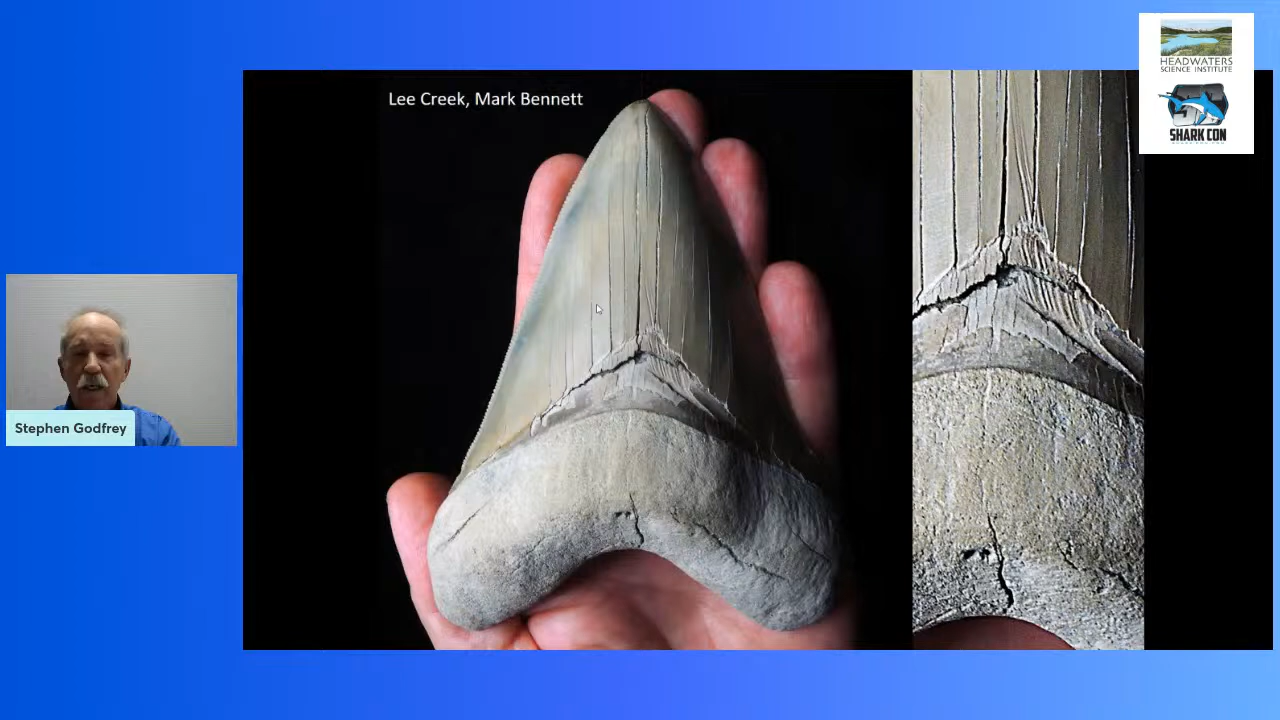 Lee Creek, Mark Bennett
HEADWATERS
SCIENCE INSTITUTE
SHARK CON
Stephen Godfrey